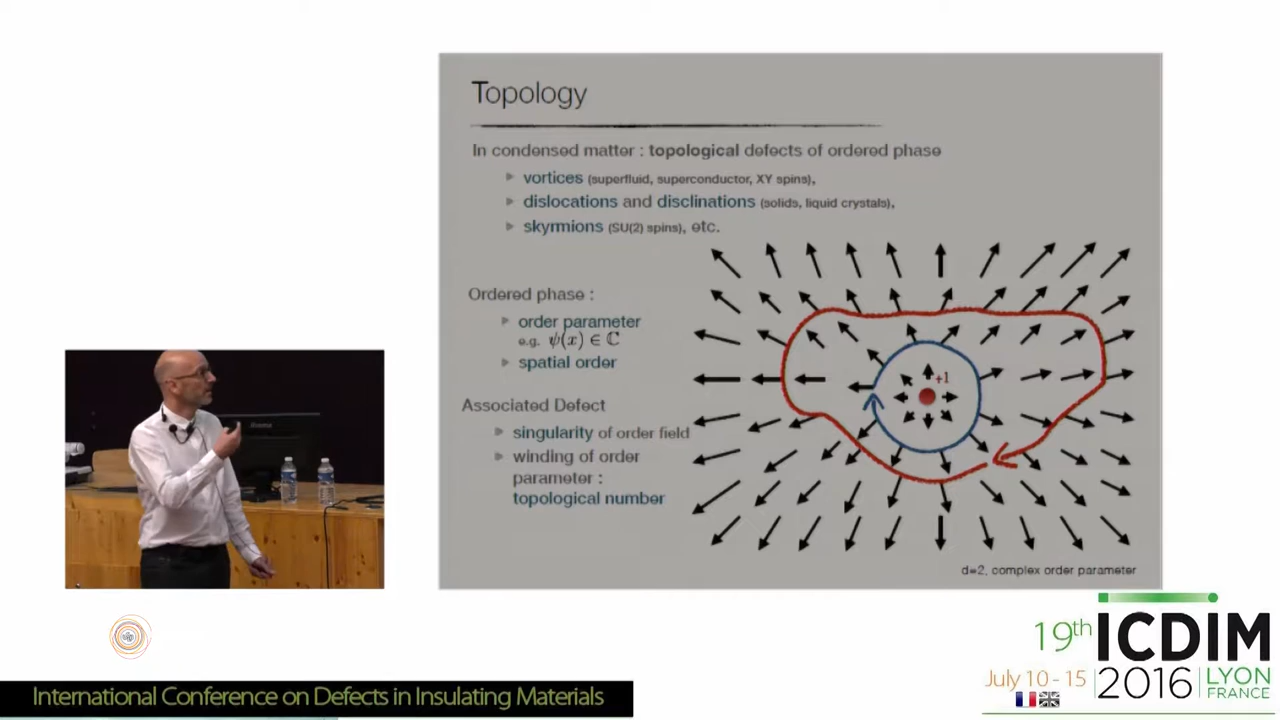 Topology
In condensed matter : topological defects of ordered phase
vortices (superfluid, superconductor, XY spins),
dislocations and disclinations (solids, liquid crystals),
skyrmions (SU(2) spins), etc.
Ordered phase :
order parameter
e.g. ψ(x) ∈ ℂ
spatial order
Associated Defect
singularity of order field
winding of order
parameter :
topological number
+1
d=2, complex order parameter
19th ICDIM
July 10 - 15 2016 LYON
FRANCE
International Conference on Defects in Insulating Materials